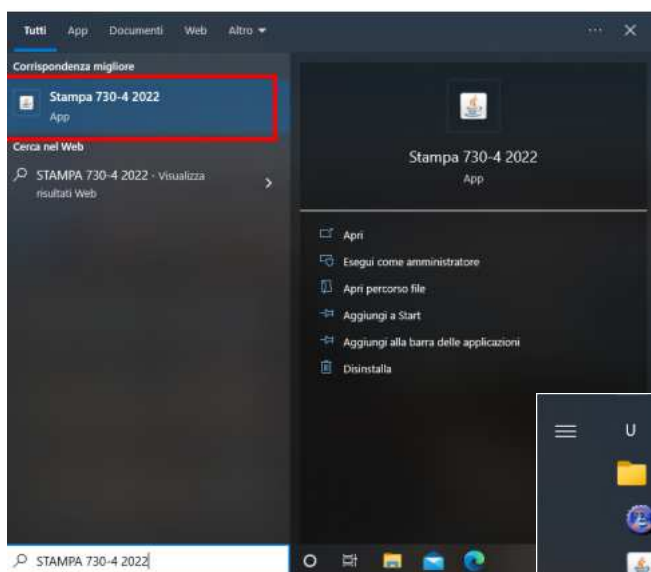 Tutti App Documenti Web Altro
Corrispondenza migliore
Stampa 730-4 2022
App
Cerca nel Web
STAMPA 730-4 2022 - Visualizza
risultati Web
Stampa 730-4 2022
App
Apri
Esegui come amministratore
Apri percorso file
Aggiungi a Start
Aggiungi alla barra delle applicazioni
Disinstalla
U
STAMPA 730-4 2022